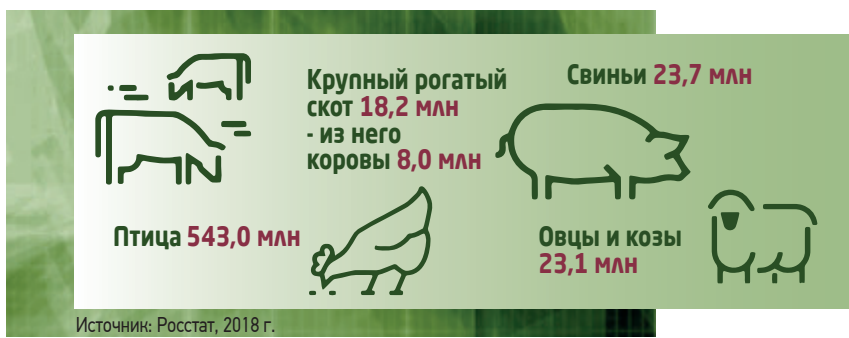 Крупный рогатый
скот 18,2 млн
- из него
коровы 8,0 млн
Свиньи 23,7 млн
Птица 543,0 млн
Овцы и козы
23,1 млн
Источник: Росстат, 2018 г.